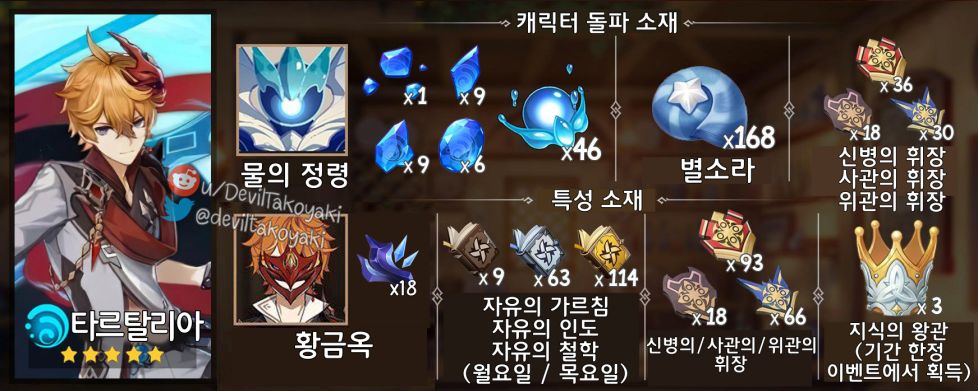 캐릭터 돌파 소재
x1
x9
x9
x6
x46
x168
x36
x18
x30
물의 정령
별소라
신병의 휘장
사관의 휘장
위관의 휘장
u/DevilTakoyaki
@deviltakoyaki
특성 소재
x18
x9
x63
x114
x93
x18
x66
x3
타르탈리아
황금옥
자유의 가르침
자유의 인도
자유의 철학
(월요일 / 목요일)
신병의/사관의/위관의
휘장
지식의 왕관
(기간 한정
이벤트에서 획득)